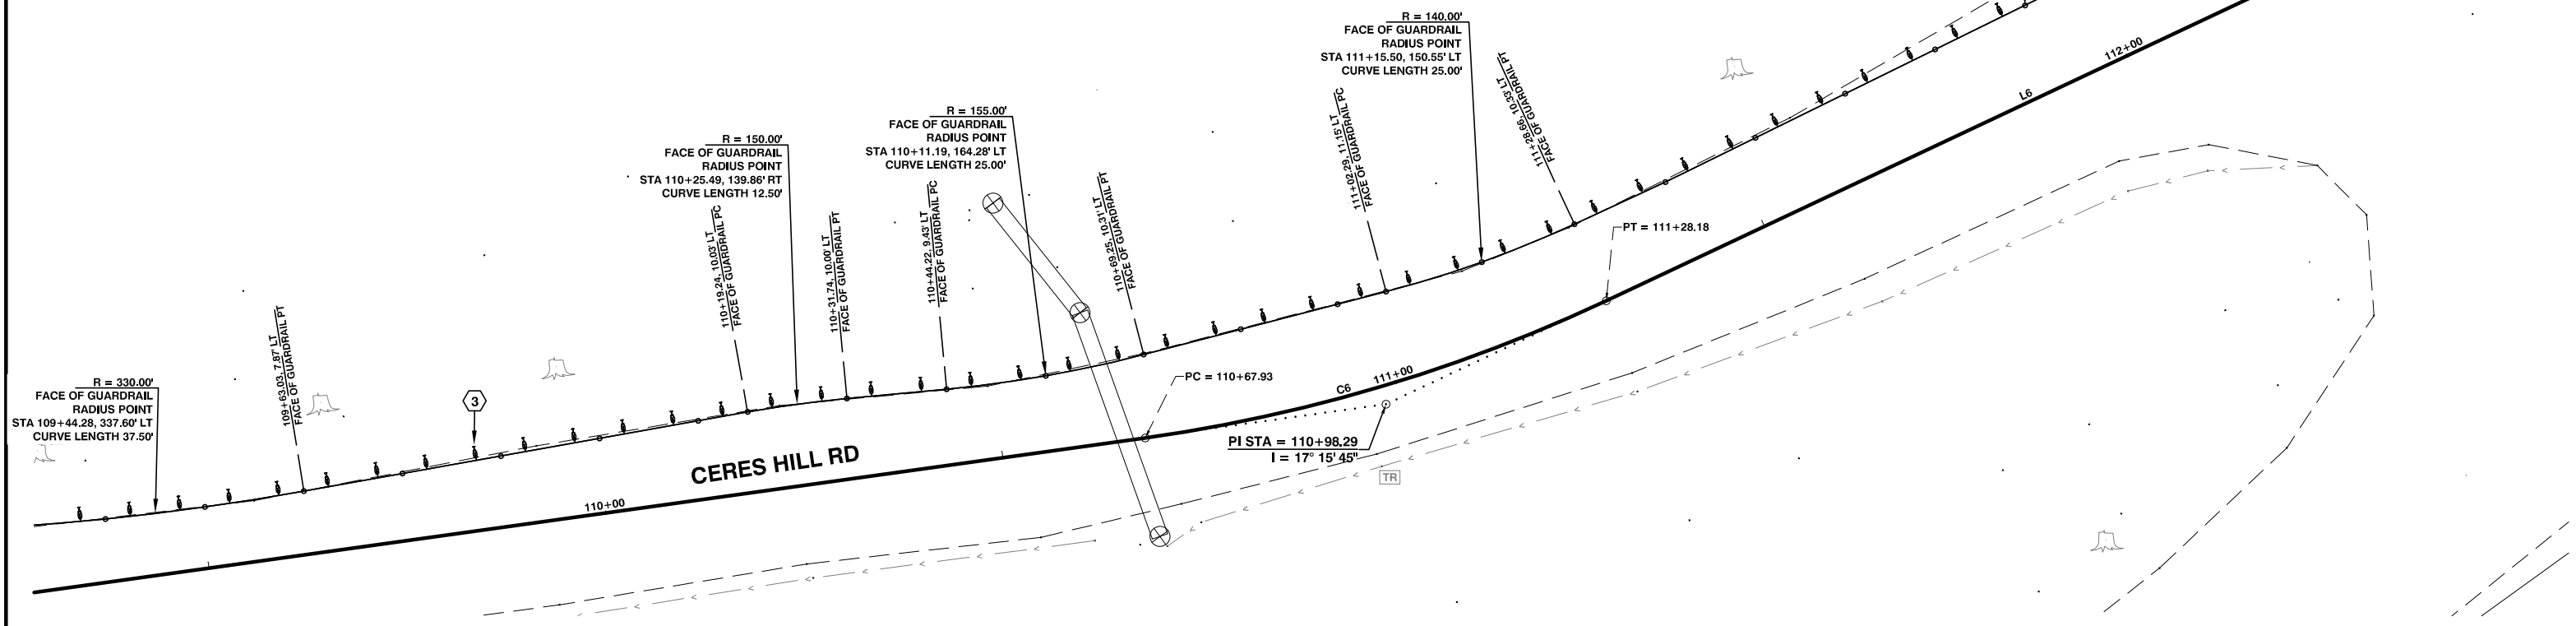 R = 330.00'
FACE OF GUARDRAIL
RADIUS POINT
STA 109+44.28, 337.60' LT
CURVE LENGTH 37.50'
109+63.03, 7.87' LT
FACE OF GUARDRAIL PT
3
R = 150.00'
FACE OF GUARDRAIL
RADIUS POINT
STA 110+25.49, 139.86' RT
CURVE LENGTH 12.50'
110+19.24, 10.03' LT
FACE OF GUARDRAIL PC
110+31.74, 10.00' LT
FACE OF GUARDRAIL PT
R = 155.00'
FACE OF GUARDRAIL
RADIUS POINT
STA 110+11.19, 164.28' LT
CURVE LENGTH 25.00'
110+44.22, 9.43' LT
FACE OF GUARDRAIL PC
110+69.25, 10.31' LT
FACE OF GUARDRAIL PT
R = 140.00'
FACE OF GUARDRAIL
RADIUS POINT
STA 111+15.50, 150.55' LT
CURVE LENGTH 25.00'
111+02.29, 11.15' LT
FACE OF GUARDRAIL PC
111+28.66, 10.33' LT
FACE OF GUARDRAIL PT
CERES HILL RD
110+00
PC = 110+67.93
C6
111+00
PI STA = 110+98.29
I = 17° 15' 45"
TR
PT = 111+28.18
L6
112+00